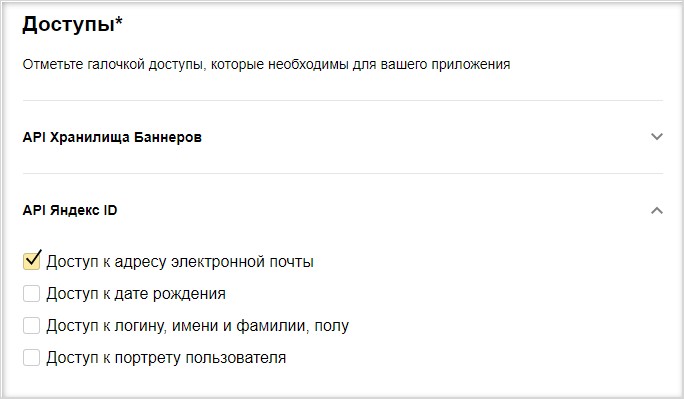 Доступы*
Отметьте галочкой доступы, которые необходимы для вашего приложения
API Хранилища Баннеров
API Яндекс ID
Доступ к адресу электронной почты
Доступ к дате рождения
Доступ к логину, имени и фамилии, полу
Доступ к портрету пользователя